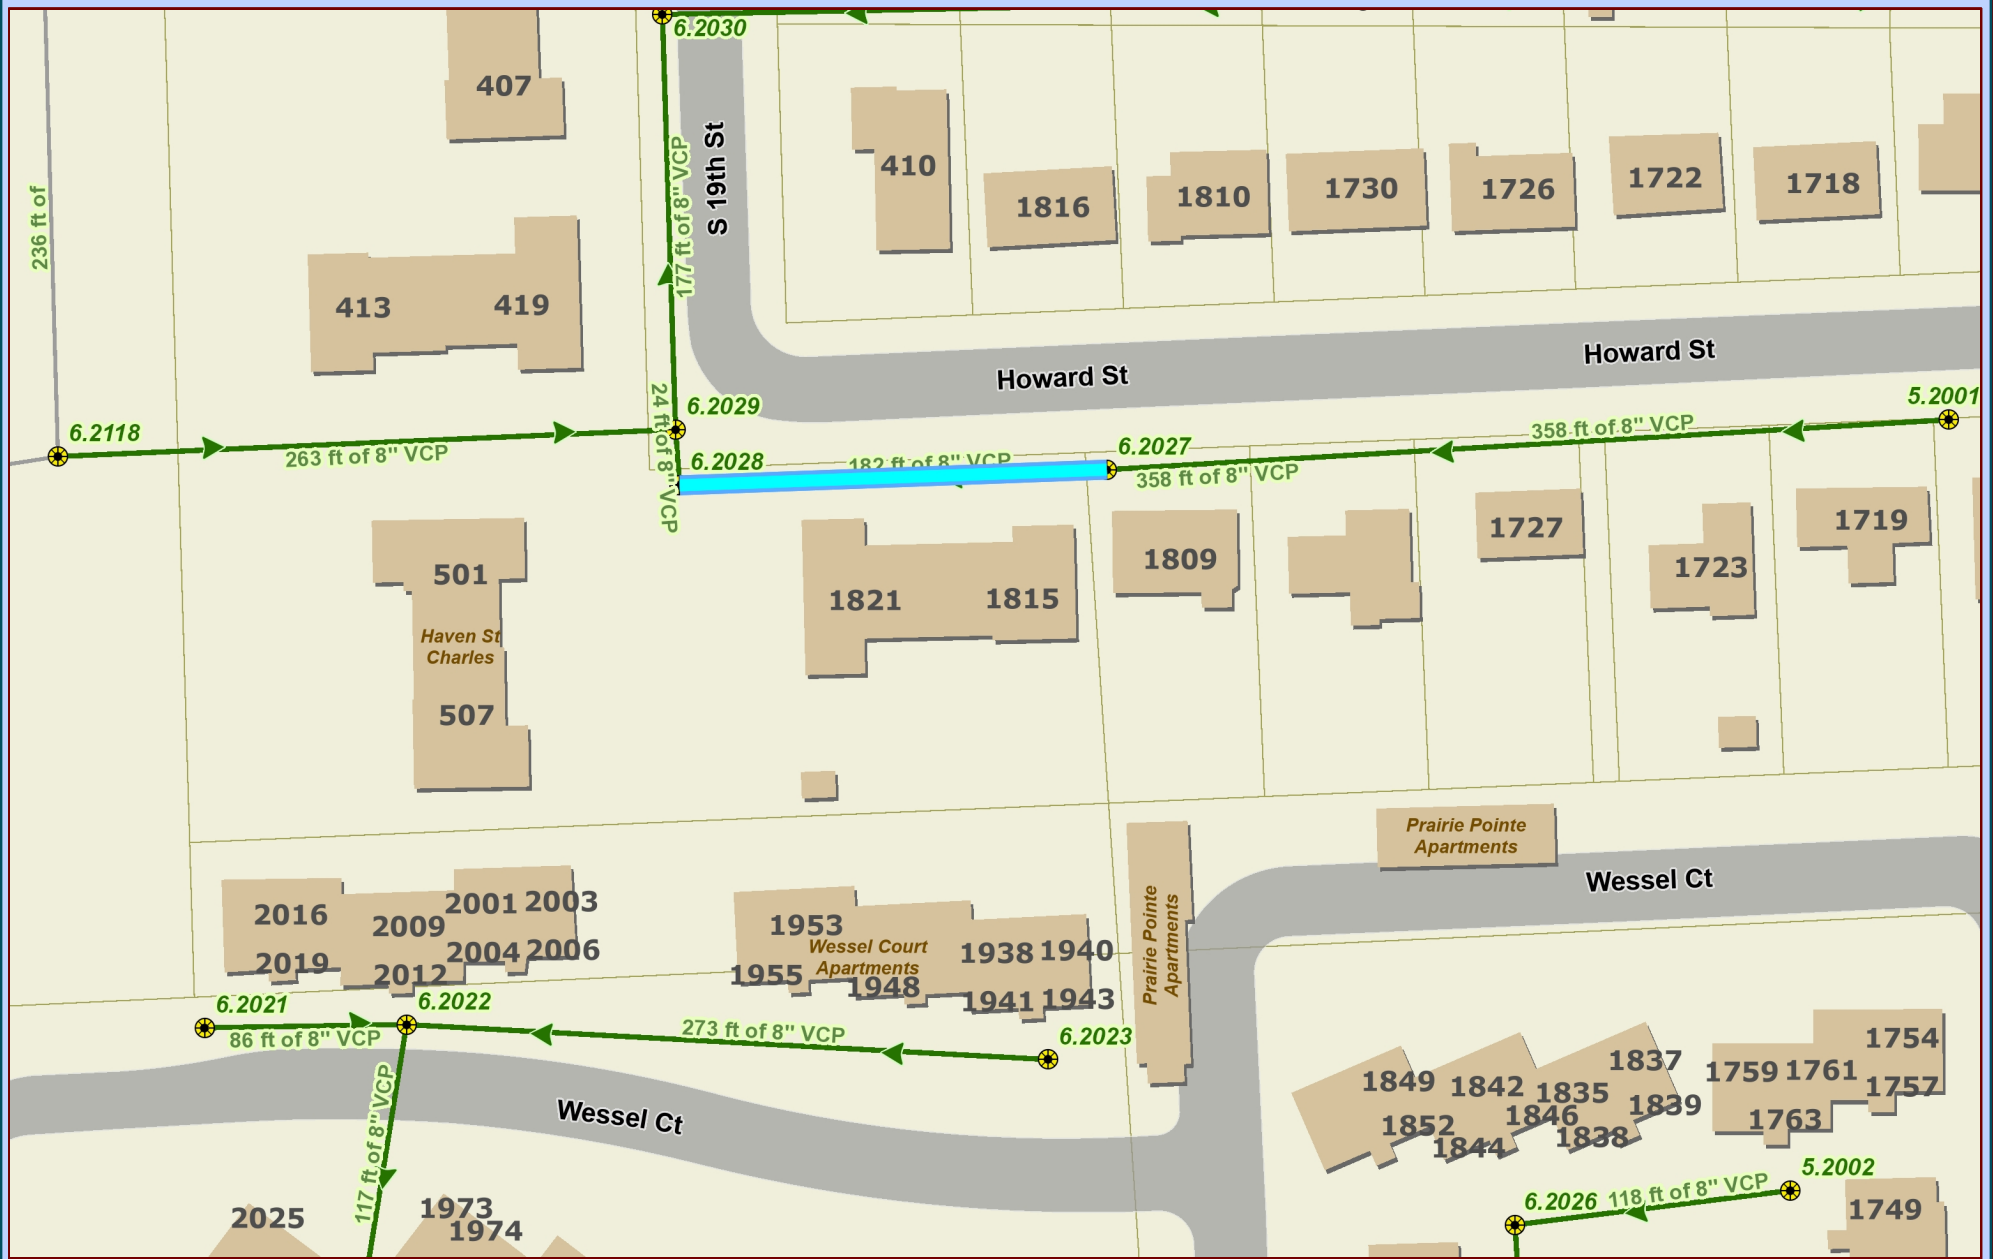 6.2030
407
S 19th St
177 ft of 8" VCP
410
1816
1810
1730
1726
1722
1718
236 ft of
413
419
Howard St
Howard St
24 ft of 8" VCP
6.2029
5.2001
6.2118
263 ft of 8" VCP
6.2028
182 ft of 8" VCP
6.2027
358 ft of 8" VCP
358 ft of 8" VCP
501
Haven St
Charles
507
1821
1815
1809
1727
1723
1719
Prairie Pointe
Apartments
Wessel Ct
Prairie Pointe
Apartments
2016
2009
2001
2003
2019
2012
2004
2006
1953
Wessel Court
Apartments
1938
1940
1955
1948
1941
1943
6.2021
86 ft of 8" VCP
6.2022
273 ft of 8" VCP
6.2023
117 ft of 8" VCP
Wessel Ct
1849
1842
1835
1837
1852
1844
1846
1838
1839
1759
1761
1754
1757
1763
2025
1973
1974
6.2026
118 ft of 8" VCP
5.2002
1749